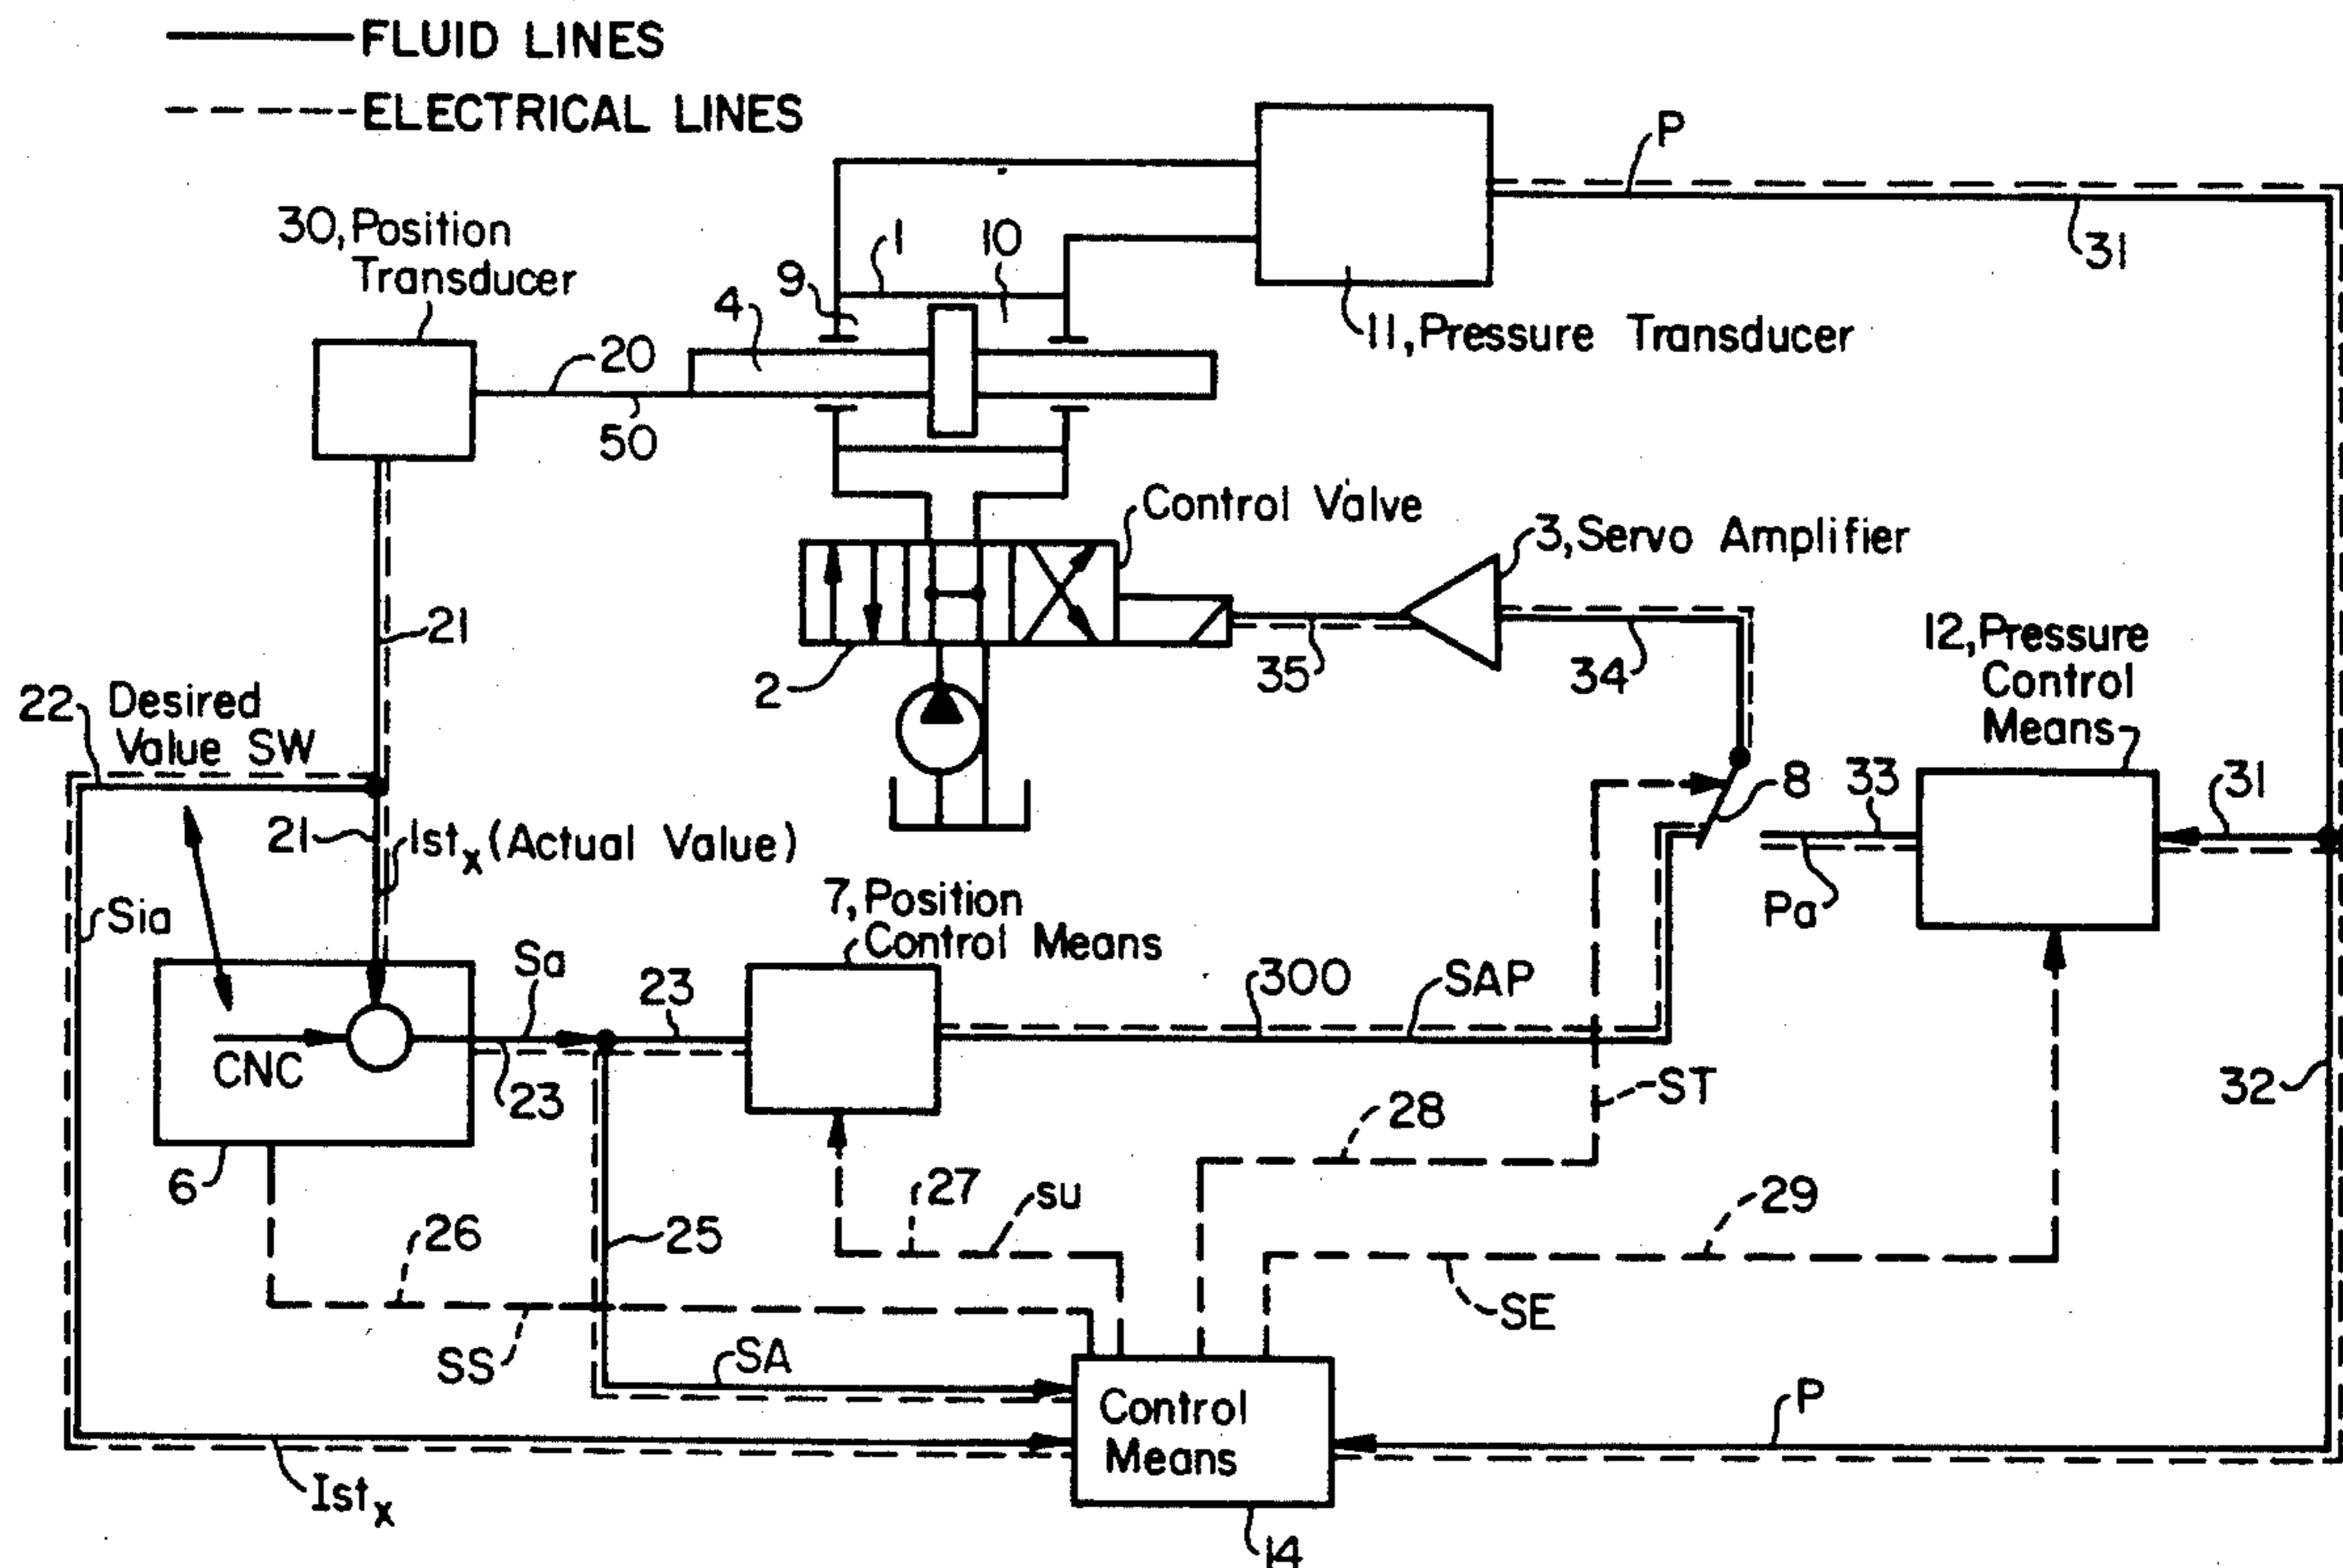 FLUID LINES
ELECTRICAL LINES
P
31
30, Position
Transducer
1
10
9
4
11, Pressure Transducer
20
50
Control Valve
3, Servo Amplifier
21
2
35
34
12, Pressure
Control
Means
22
Desired
Value SW
21
Ist x (Actual Value)
8
33
31
Pa
Sia
7, Position
Control Means
Sa
23
300
SAP
CNC
23
6
ST
32
28
27
su
29
26
25
SE
SS
SA
Control
Means
P
Ist x
14